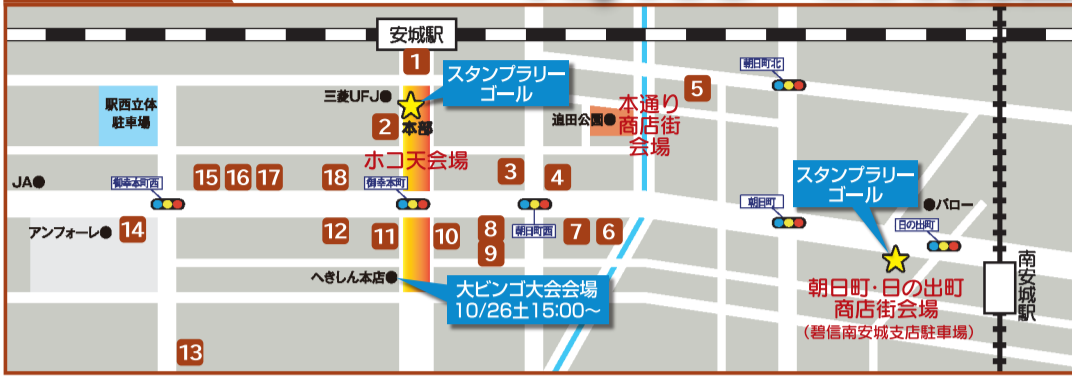 安城駅
1
スタンプラリー
ゴール
三菱UFJ
2
本部
駅西立体
駐車場
追田公園
本通り
商店街
会場
5
朝日町北
ホコ天会場
JA
御幸本町西
15
16
17
18
御幸本町
3
4
朝日町西
朝日町
スタンプラリー
ゴール
バロー
日の出町
アンフォーレ
14
12
11
10
8
9
7
6
へきしん本店
大ビンゴ大会会場
10/26土15:00〜
朝日町・日の出町
商店街会場
(碧信南安城支店駐車場)
南安城駅
13